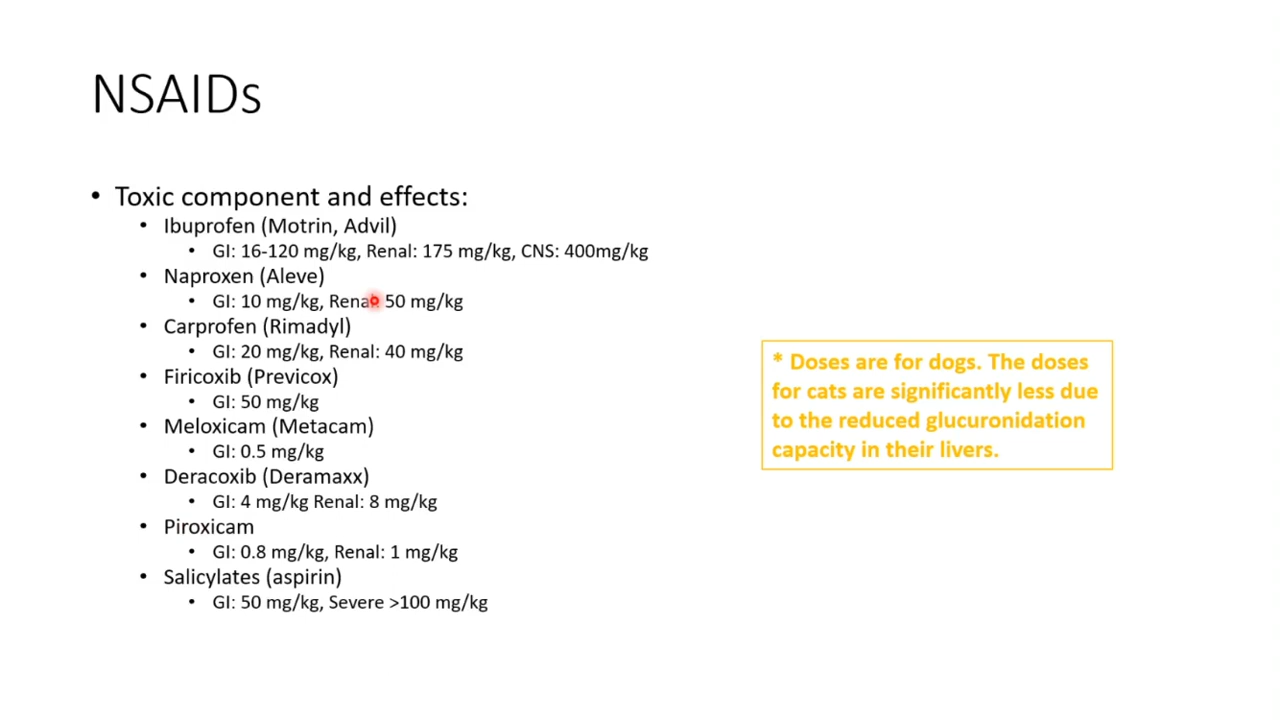 NSAIDs
• Toxic component and effects:
• Ibuprofen (Motrin, Advil)
• GI: 16-120 mg/kg, Renal: 175 mg/kg, CNS: 400mg/kg
• Naproxen (Aleve)
• GI: 10 mg/kg, Renal: 50 mg/kg
• Carprofen (Rimadyl)
• GI: 20 mg/kg, Renal: 40 mg/kg
• Firicoxib (Previcox)
• GI: 50 mg/kg
• Meloxicam (Metacam)
• GI: 0.5 mg/kg
• Deracoxib (Deramaxx)
• GI: 4 mg/kg Renal: 8 mg/kg
• Piroxicam
• GI: 0.8 mg/kg, Renal: 1 mg/kg
• Salicylates (aspirin)
• GI: 50 mg/kg, Severe >100 mg/kg
* Doses are for dogs. The doses
for cats are significantly less due
to the reduced glucuronidation
capacity in their livers.